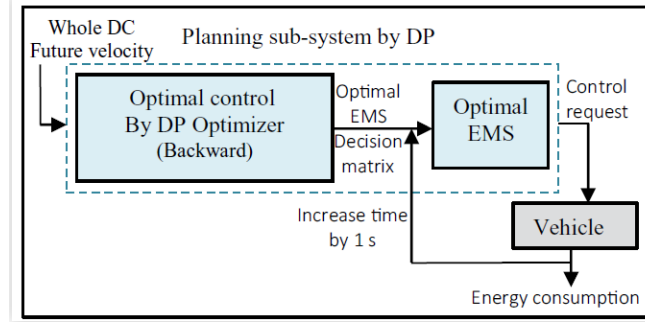 Whole DC
Future velocity
Planning sub-system by DP
Optimal control
By DP Optimizer
(Backward)
Optimal
EMS
Decision
matrix
Optimal
EMS
Control
request
Increase time
by 1 s
Vehicle
Energy consumption